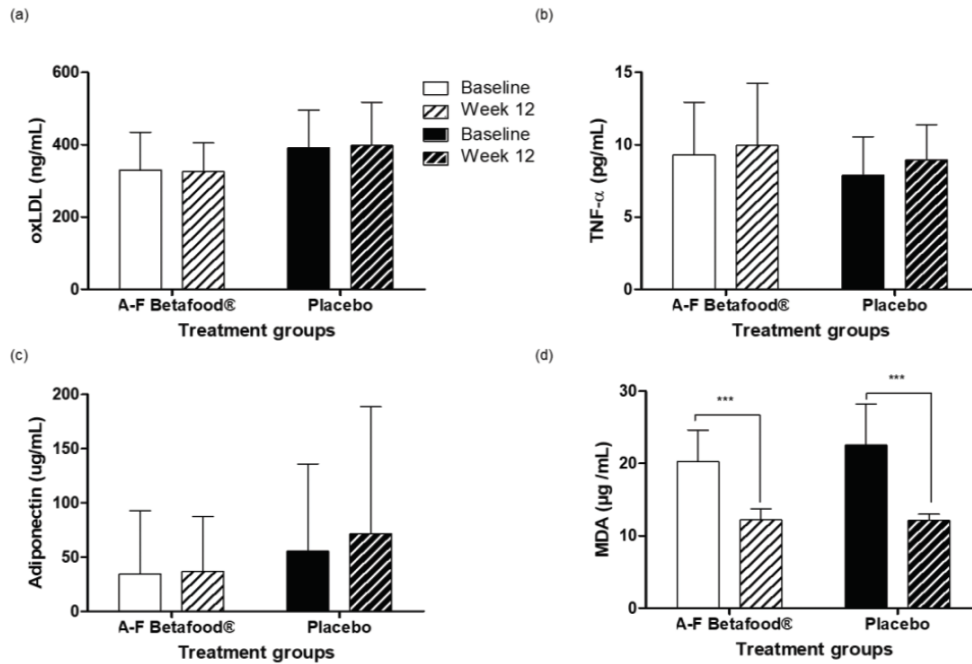 (a)
600
400
200
0
oxLDL (ng/mL)
A-F Betafood®
Placebo
Treatment groups
Baseline
Week 12
Baseline
Week 12
(b)
15
10
5
0
TNF-α (pg/mL)
A-F Betafood®
Placebo
Treatment groups
(c)
200
150
100
50
0
Adiponectin (ug/mL)
A-F Betafood®
Placebo
Treatment groups
(d)
30
20
10
0
MDA (µg /mL)
***
***
A-F Betafood®
Placebo
Treatment groups